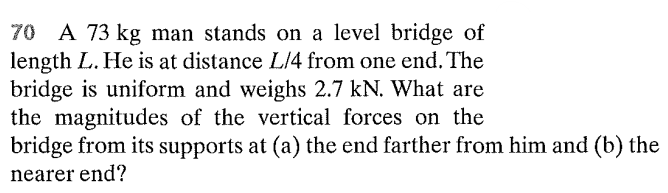 70 A 73 kg man stands on a level bridge of
length L. He is at distance L/4 from one end. The
bridge is uniform and weighs 2.7 kN. What are
the magnitudes of the vertical forces on the
bridge from its supports at (a) the end farther from him and (b) the
nearer end?